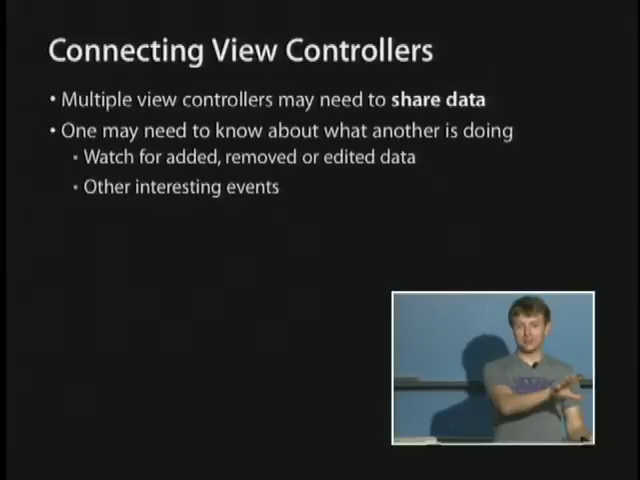 Connecting View Controllers
• Multiple view controllers may need to share data
• One may need to know about what another is doing
▪ Watch for added, removed or edited data
▪ Other interesting events